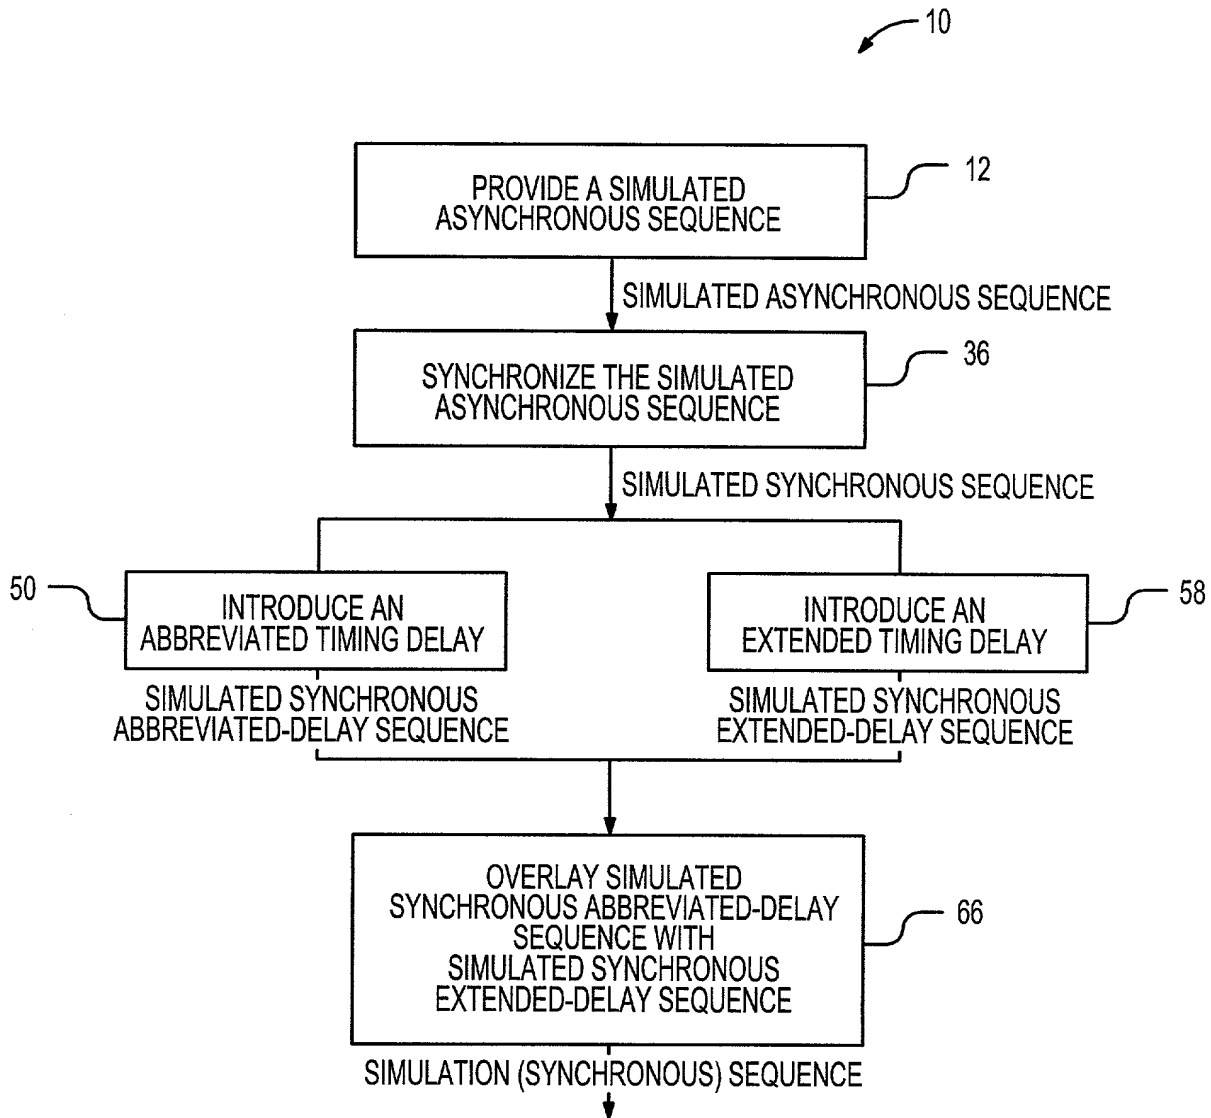 10
PROVIDE A SIMULATED
ASYNCHRONOUS SEQUENCE
12
SIMULATED ASYNCHRONOUS SEQUENCE
SYNCHRONIZE THE SIMULATED
ASYNCHRONOUS SEQUENCE
36
SIMULATED SYNCHRONOUS SEQUENCE
50
INTRODUCE AN
ABBREVIATED TIMING DELAY
INTRODUCE AN
EXTENDED TIMING DELAY
58
SIMULATED SYNCHRONOUS
ABBREVIATED-DELAY SEQUENCE
SIMULATED SYNCHRONOUS
EXTENDED-DELAY SEQUENCE
OVERLAY SIMULATED
SYNCHRONOUS ABBREVIATED-DELAY
SEQUENCE WITH
SIMULATED SYNCHRONOUS
EXTENDED-DELAY SEQUENCE
66
SIMULATION (SYNCHRONOUS) SEQUENCE